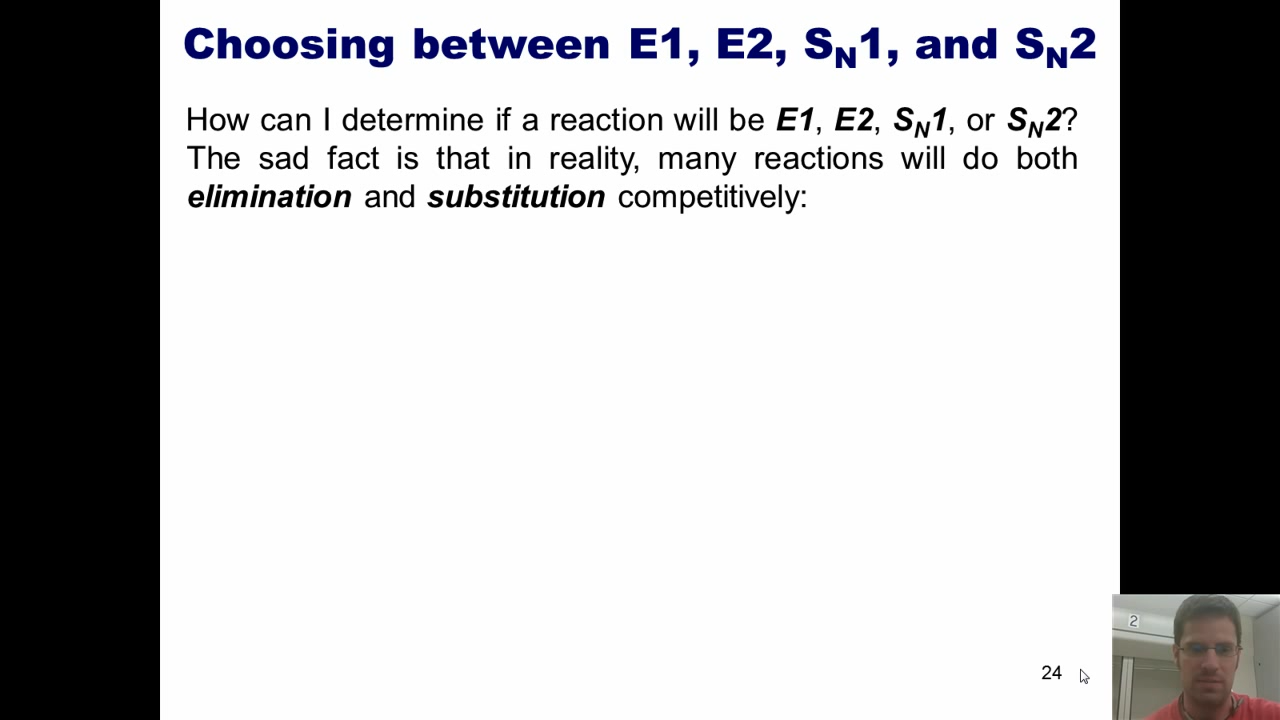 Choosing between E1, E2, SN1, and SN2
How can I determine if a reaction will be E1, E2, SN1, or SN2?
The sad fact is that in reality, many reactions will do both
elimination and substitution competitively:
2
24